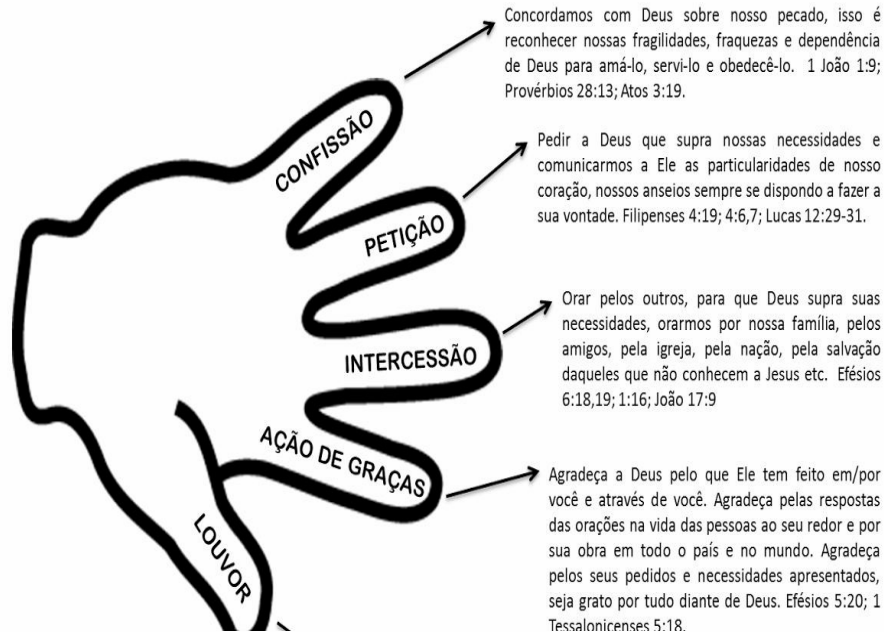 Concordamos com Deus sobre nosso pecado, isso é
reconhecer nossas fragilidades, fraquezas e dependência
de Deus para amá-lo, servi-lo e obedecê-lo. 1 João 1:9;
Provérbios 28:13; Atos 3:19.
CONFISSÃO
Pedir a Deus que supra nossas necessidades e
comunicarmos a Ele as particularidades de nosso
coração, nossos anseios sempre se dispondo a fazer a
sua vontade. Filipenses 4:19; 4:6,7; Lucas 12:29-31.
PETIÇÃO
Orar pelos outros, para que Deus supra suas
necessidades, orarmos por nossa família, pelos
amigos, pela igreja, pela nação, pela salvação
daqueles que não conhecem a Jesus etc. Efésios
6:18,19; 1:16; João 17:9
INTERCESSÃO
AÇÃO DE GRAÇAS
Agradeça a Deus pelo que Ele tem feito em/por
você e através de você. Agradeça pelas respostas
das orações na vida das pessoas ao seu redor e por
sua obra em todo o país e no mundo. Agradeça
pelos seus pedidos e necessidades apresentados,
seja grato por tudo diante de Deus. Efésios 5:20; 1
Tessalonicenses 5:18.
LOUVOR